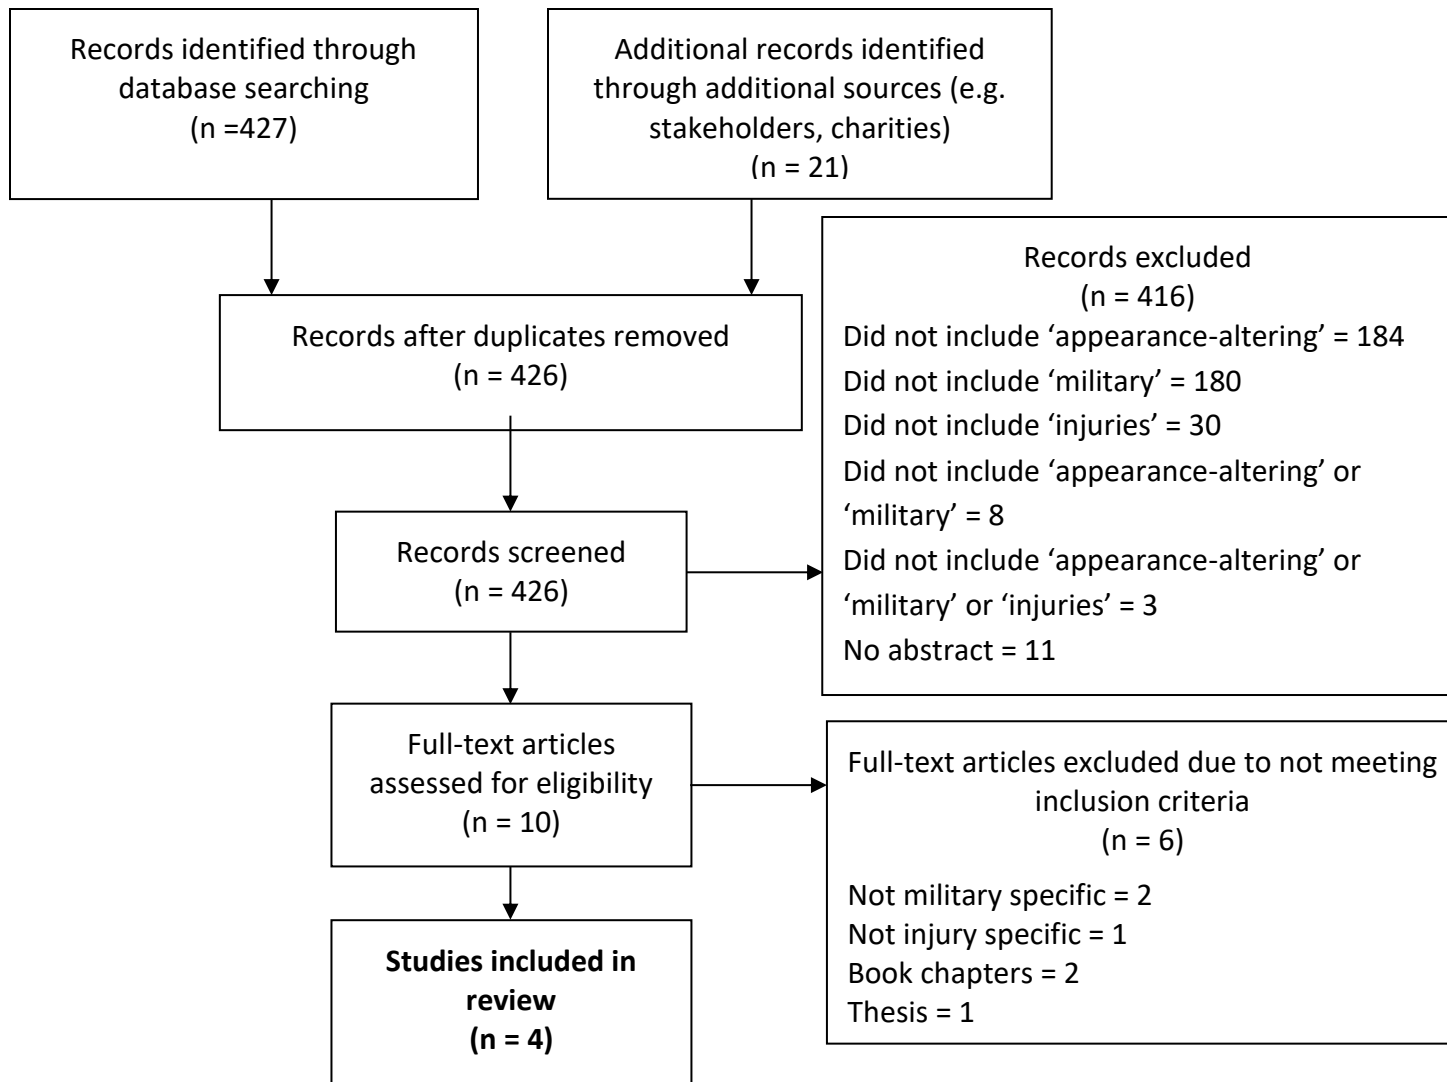 Records identified through
database searching
(n =427)
Additional records identified
through additional sources (e.g.
stakeholders, charities)
(n = 21)
Records after duplicates removed
(n = 426)
Records excluded
(n = 416)
Did not include ‘appearance-altering’ = 184
Did not include ‘military’ = 180
Did not include ‘injuries’ = 30
Did not include ‘appearance-altering’ or
‘military’ = 8
Did not include ‘appearance-altering’ or
‘military’ or ‘injuries’ = 3
No abstract = 11
Records screened
(n = 426)
Full-text articles
assessed for eligibility
(n = 10)
Full-text articles excluded due to not meeting
inclusion criteria
(n = 6)
Not military specific = 2
Not injury specific = 1
Book chapters = 2
Thesis = 1
Studies included in
review
(n = 4)